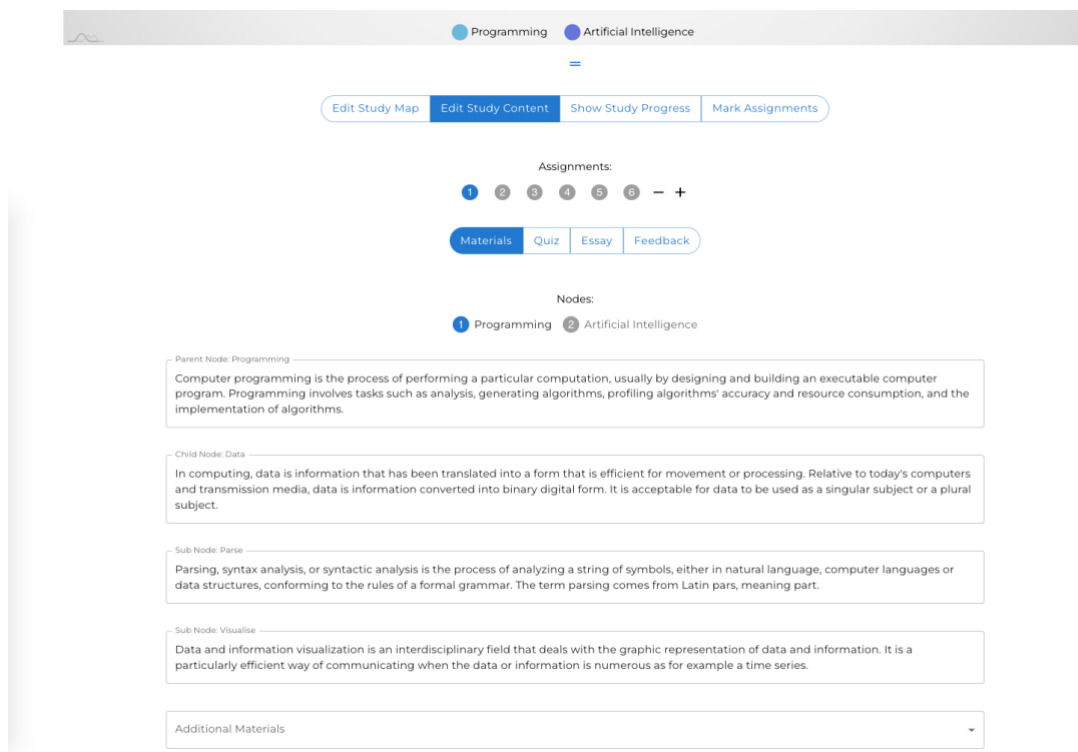 Programming Artificial Intelligence
=
Edit Study Map Edit Study Content Show Study Progress Mark Assignments
Assignments:
1 2 3 4 5 6 − +
Materials Quiz Essay Feedback
Nodes:
1 Programming 2 Artificial Intelligence
Parent Node: Programming
Computer programming is the process of performing a particular computation, usually by designing and building an executable computer
program. Programming involves tasks such as analysis, generating algorithms, profiling algorithms' accuracy and resource consumption, and the
implementation of algorithms.
Child Node: Data
In computing, data is information that has been translated into a form that is efficient for movement or processing. Relative to today's computers
and transmission media, data is information converted into binary digital form. It is acceptable for data to be used as a singular subject or a plural
subject.
Sub Node: Parse
Parsing, syntax analysis, or syntactic analysis is the process of analyzing a string of symbols, either in natural language, computer languages or
data structures, conforming to the rules of a formal grammar. The term parsing comes from Latin pars, meaning part.
Sub Node: Visualise
Data and information visualization is an interdisciplinary field that deals with the graphic representation of data and information. It is a
particularly efficient way of communicating when the data or information is numerous as for example a time series.
Additional Materials